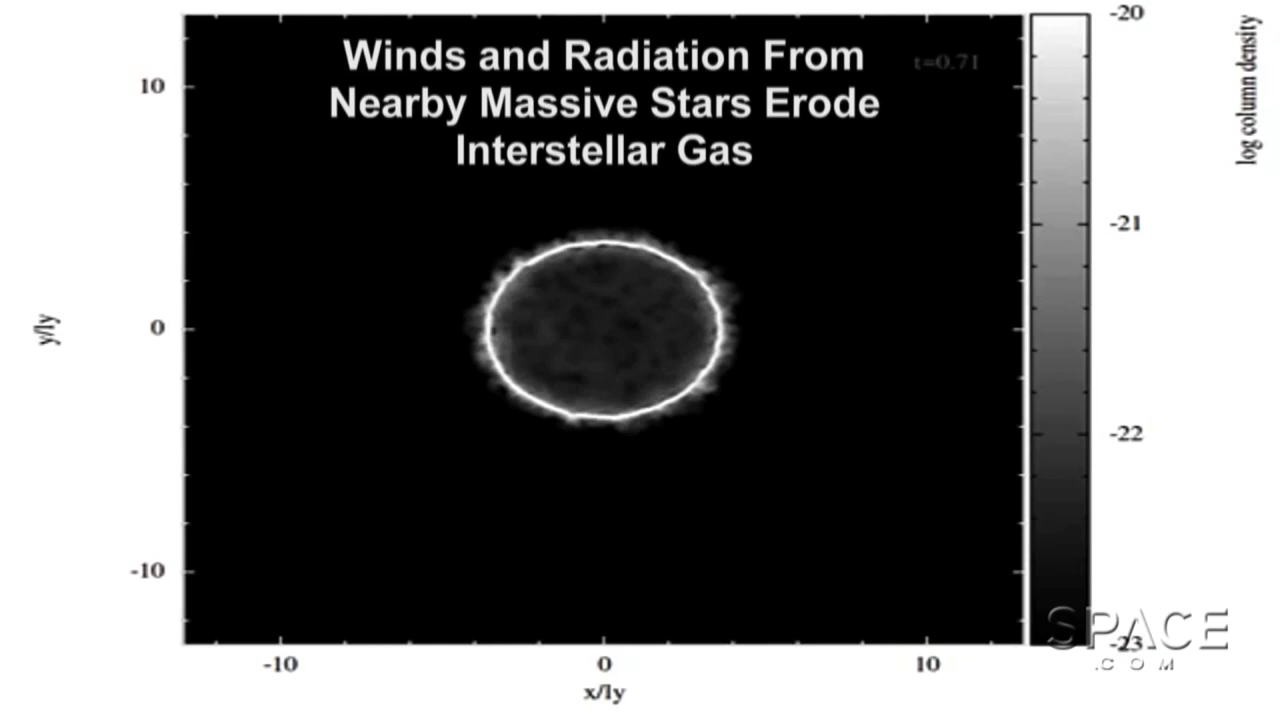 Winds and Radiation From
Nearby Massive Stars Erode
Interstellar Gas
t=0.71
10
0
-10
y/ly
-10
0
10
x/ly
-20
-21
-22
-23
log column density
SPACE
.COM